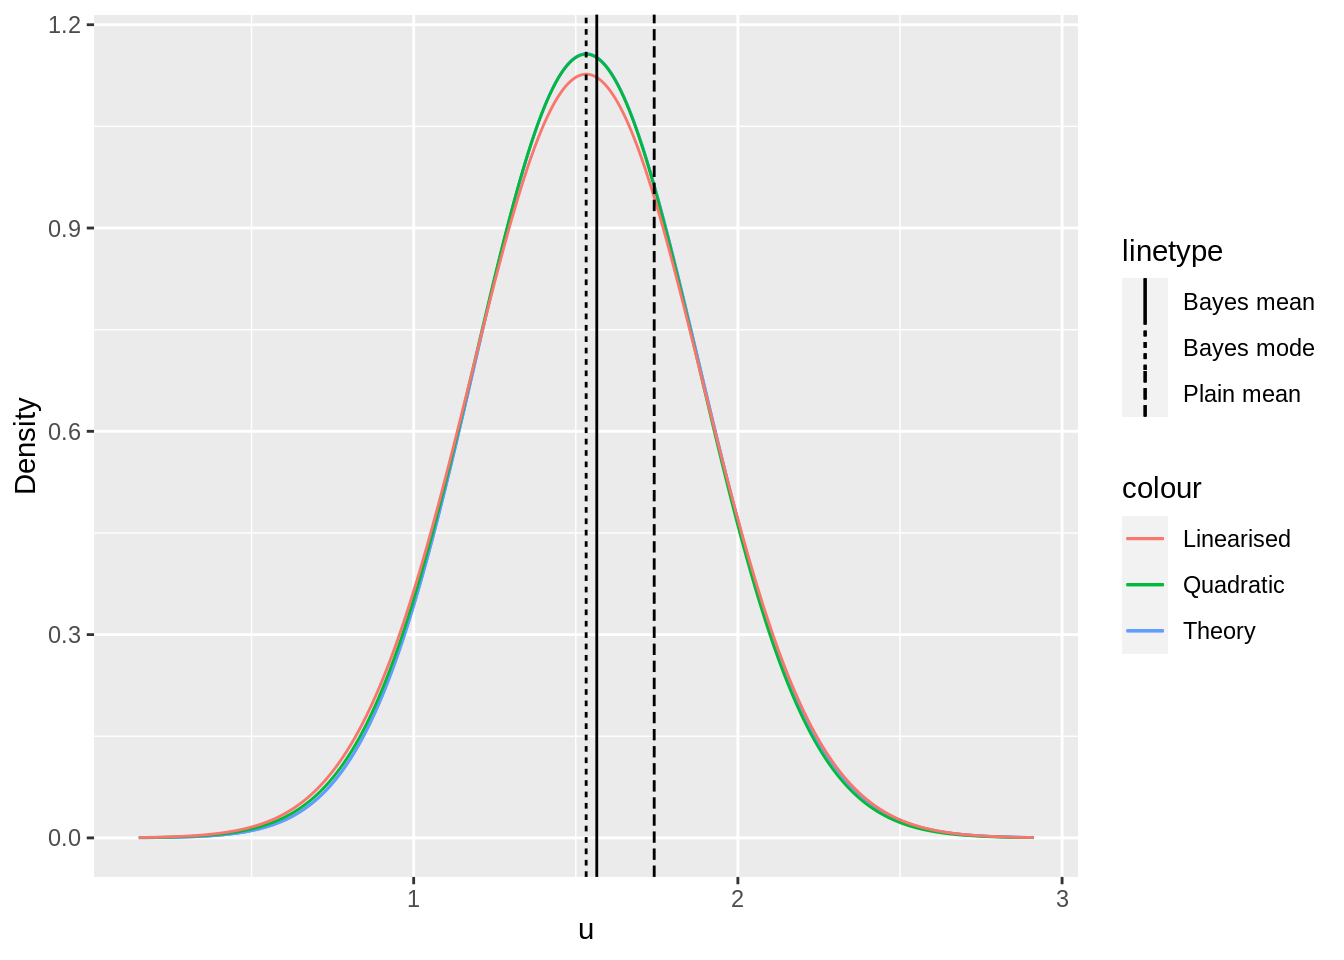 1.2
0.9
0.6
0.3
0.0
Density
1
2
3
u
linetype
Bayes mean
Bayes mode
Plain mean
colour
Linearised
Quadratic
Theory